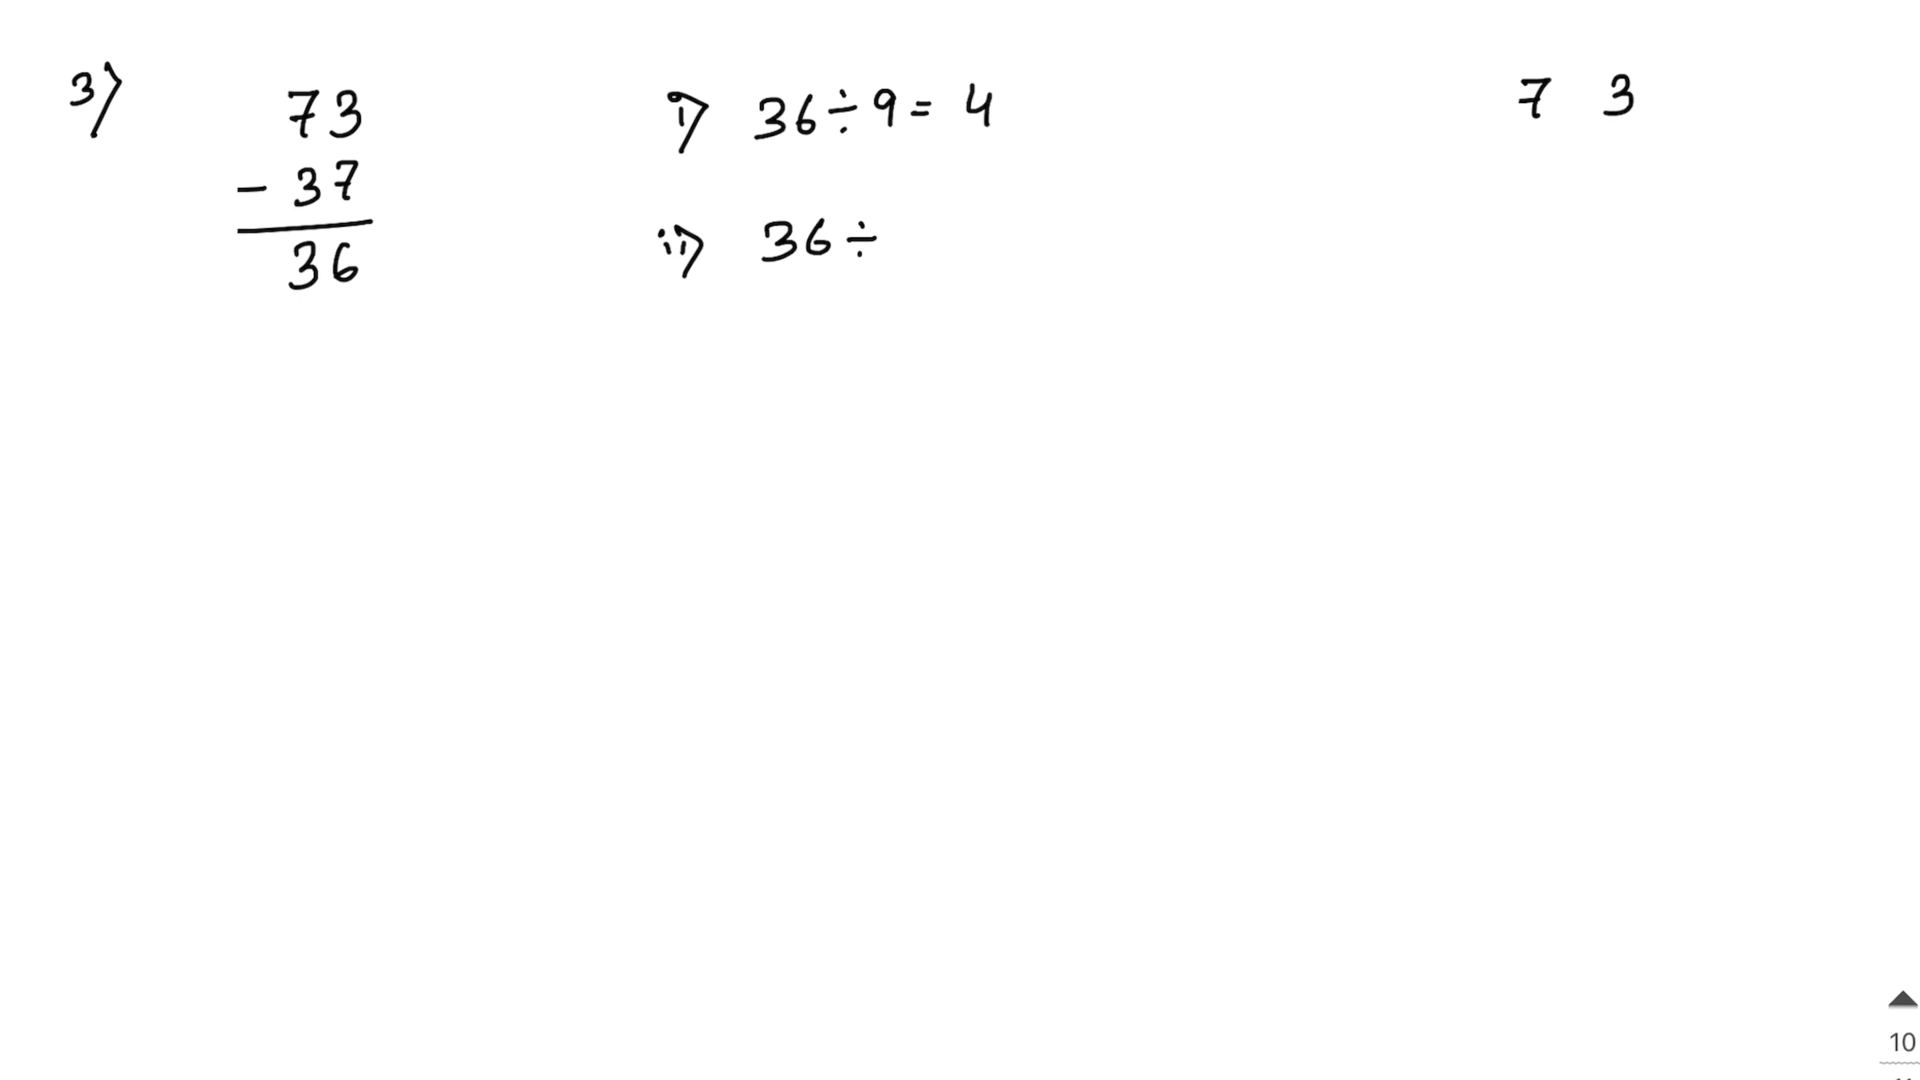 3) 73
- 37
36
i) 36 ÷ 9 = 4
ii) 36 ÷
7 3
10